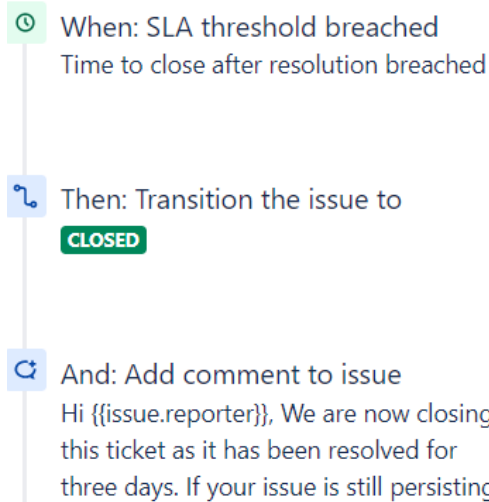 When: SLA threshold breached
Time to close after resolution breached
Then: Transition the issue to
CLOSED
And: Add comment to issue
Hi {{issue.reporter}}, We are now closing
this ticket as it has been resolved for
three days. If your issue is still persisting